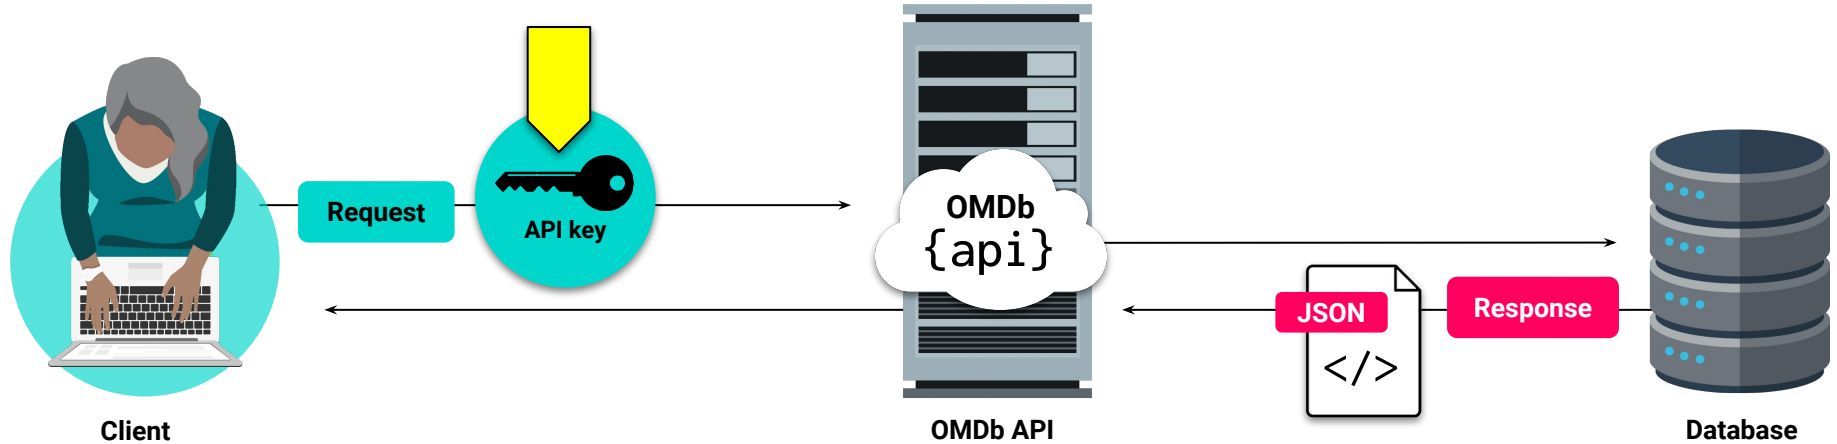 Request
API key
OMDb
{api}
JSON
</>
Response
Client
OMDb API
Database